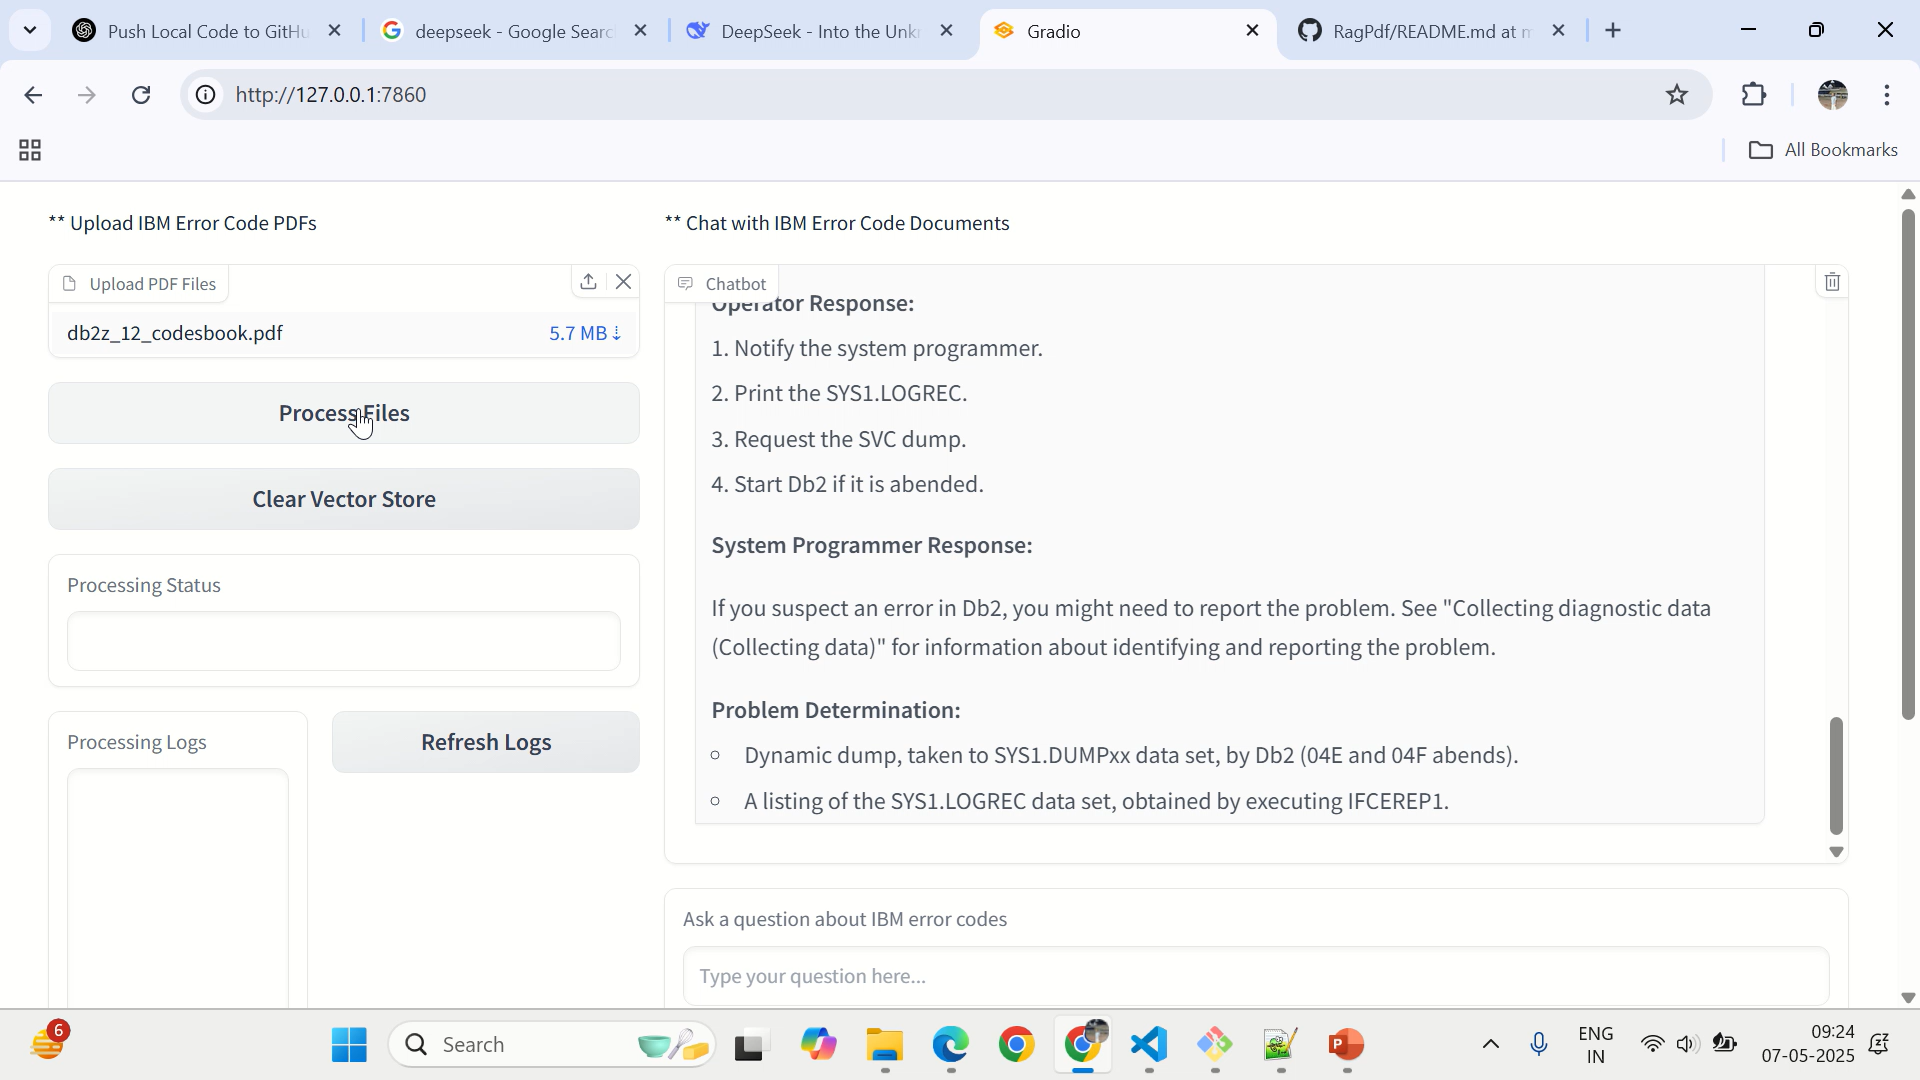 Push Local Code to GitHu
deepseek - Google Searc
DeepSeek - Into the Unk
Gradio
RagPdf/README.md at m
http://127.0.0.1:7860
All Bookmarks
** Upload IBM Error Code PDFs
** Chat with IBM Error Code Documents
Upload PDF Files
Chatbot
db2z_12_codesbook.pdf
5.7 MB ⇣
Process Files
Clear Vector Store
Processing Status
Processing Logs
Refresh Logs
Operator Response:
1. Notify the system programmer.
2. Print the SYS1.LOGREC.
3. Request the SVC dump.
4. Start Db2 if it is abended.
System Programmer Response:
If you suspect an error in Db2, you might need to report the problem. See "Collecting diagnostic data
(Collecting data)" for information about identifying and reporting the problem.
Problem Determination:
Dynamic dump, taken to SYS1.DUMPxx data set, by Db2 (04E and 04F abends).
A listing of the SYS1.LOGREC data set, obtained by executing IFCEREP1.
Ask a question about IBM error codes
Type your question here...
6
Search
ENG
IN
09:24
07-05-2025